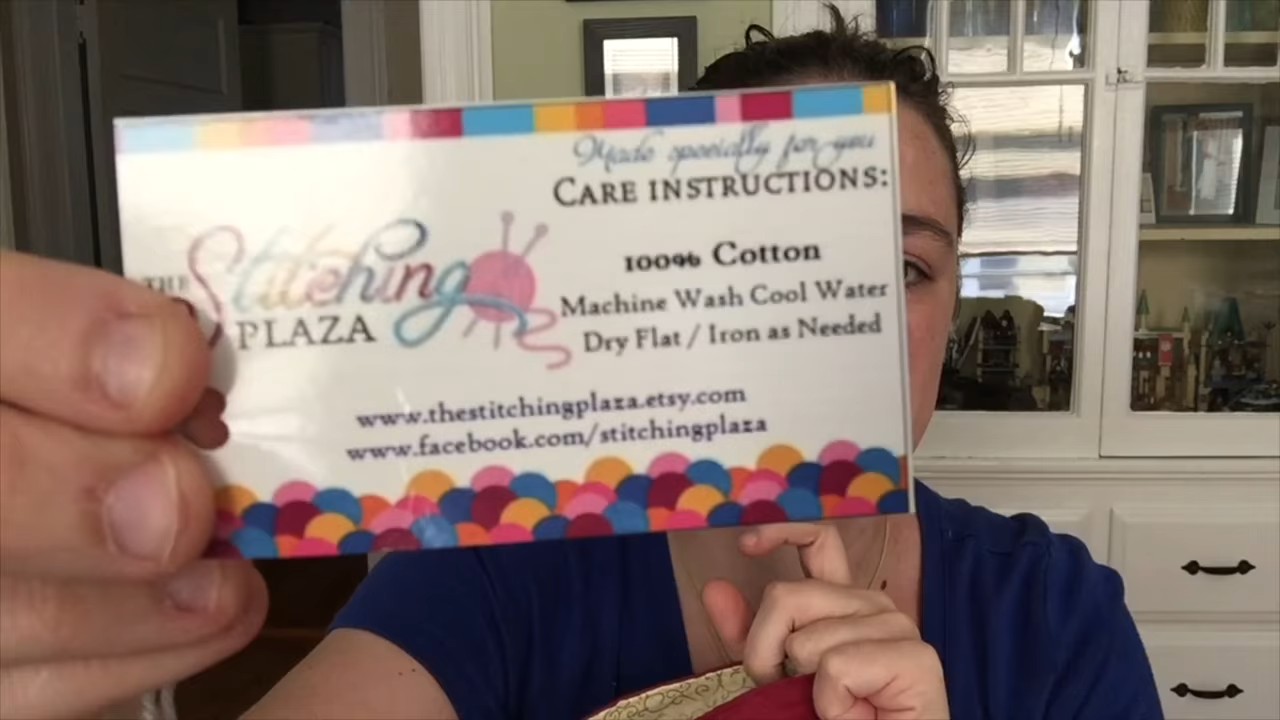 THE
Stitching
PLAZA
Made specially for you
CARE INSTRUCTIONS:
100% Cotton
Machine Wash Cool Water
Dry Flat / Iron as Needed
www.thestitchingplaza.etsy.com
www.facebook.com/stitchingplaza